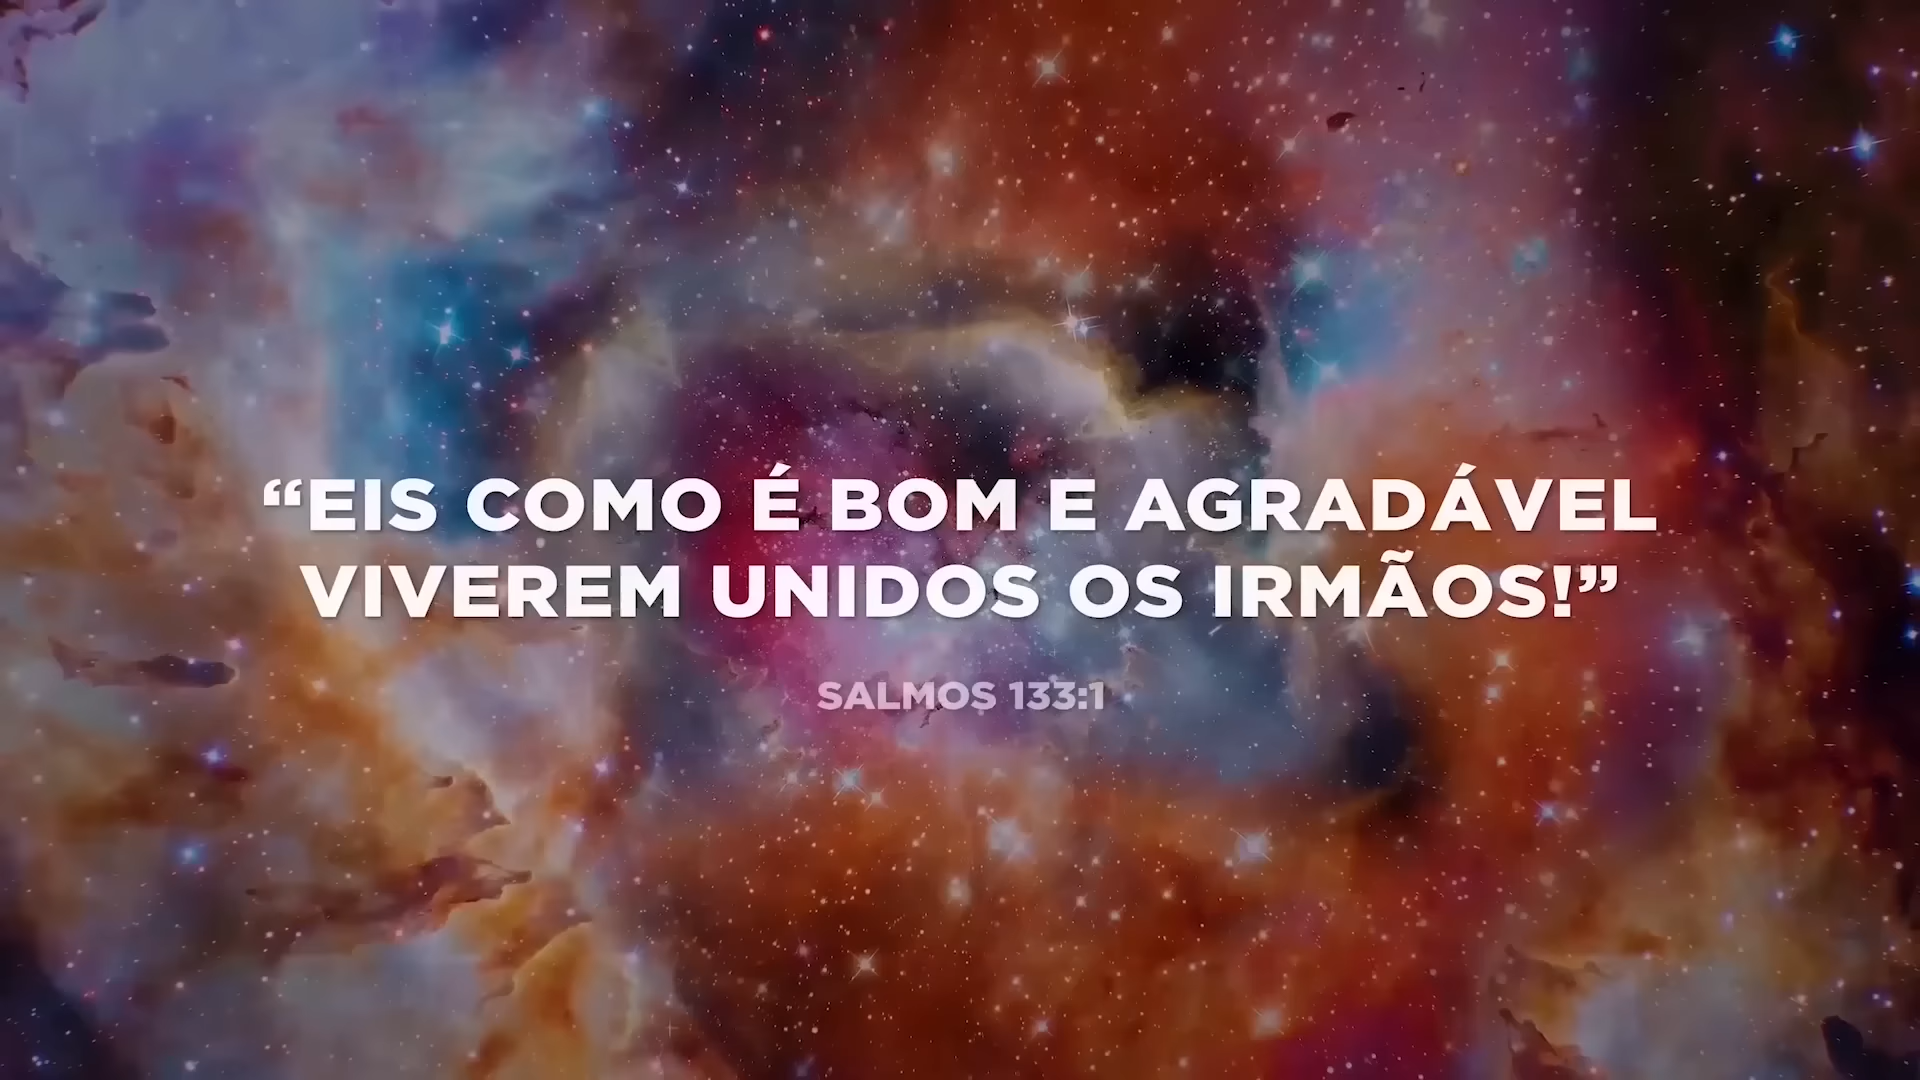 “EIS COMO É BOM E AGRADÁVEL
VIVEREM UNIDOS OS IRMÃOS!”
SALMOS 133:1